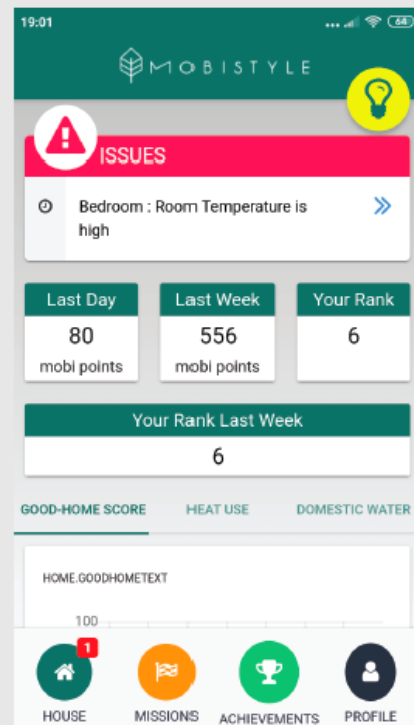 19:01
64
MOBISTYLE
ISSUES
Bedroom : Room Temperature is
high
Last Day
Last Week
Your Rank
80
556
6
mobi points
mobi points
Your Rank Last Week
6
GOOD-HOME SCORE
HEAT USE
DOMESTIC WATER
HOME.GOODHOMETEXT
100
1
HOUSE
MISSIONS
ACHIEVEMENTS
PROFILE